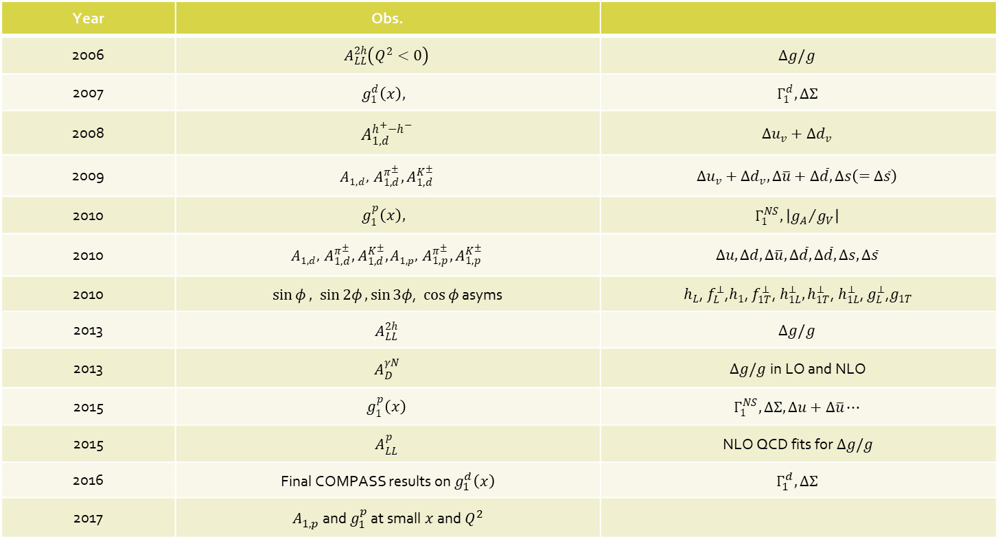 Year Obs.
2006 $A_{LL}^{2h}(Q^2 < 0)$ $\Delta g/g$
2007 $g_1^d(x),$ $\Gamma_1^d, \Delta\Sigma$
2008 $A_{1,d}^{h^+-h^-}$ $\Delta u_v + \Delta d_v$
2009 $A_{1,d}, A_{1,d}^{\pi^\pm}, A_{1,d}^{K^\pm}$ $\Delta u_v + \Delta d_v, \Delta\bar{u} + \Delta\bar{d}, \Delta s(= \Delta\bar{s})$
2010 $g_1^p(x),$ $\Gamma_1^{NS}, |g_A/g_V|$
2010 $A_{1,d}, A_{1,d}^{\pi^\pm}, A_{1,d}^{K^\pm}, A_{1,p}, A_{1,p}^{\pi^\pm}, A_{1,p}^{K^\pm}$ $\Delta u, \Delta d, \Delta\bar{u}, \Delta\bar{d}, \Delta\bar{d}, \Delta s, \Delta\bar{s}$
2010 $\sin\phi, \sin 2\phi, \sin 3\phi, \cos\phi$ asyms $h_L, f_L^\perp, h_1, f_{1T}^\perp, h_{1L}^\perp, h_{1T}^\perp, h_{1L}^\perp, g_L^\perp, g_{1T}$
2013 $A_{LL}^{2h}$ $\Delta g/g$
2013 $A_D^{\gamma N}$ $\Delta g/g$ in LO and NLO
2015 $g_1^p(x)$ $\Gamma_1^{NS}, \Delta\Sigma, \Delta u + \Delta\bar{u} \cdots$
2015 $A_{LL}^p$ NLO QCD fits for $\Delta g/g$
2016 Final COMPASS results on $g_1^d(x)$ $\Gamma_1^d, \Delta\Sigma$
2017 $A_{1,p}$ and $g_1^p$ at small $x$ and $Q^2$